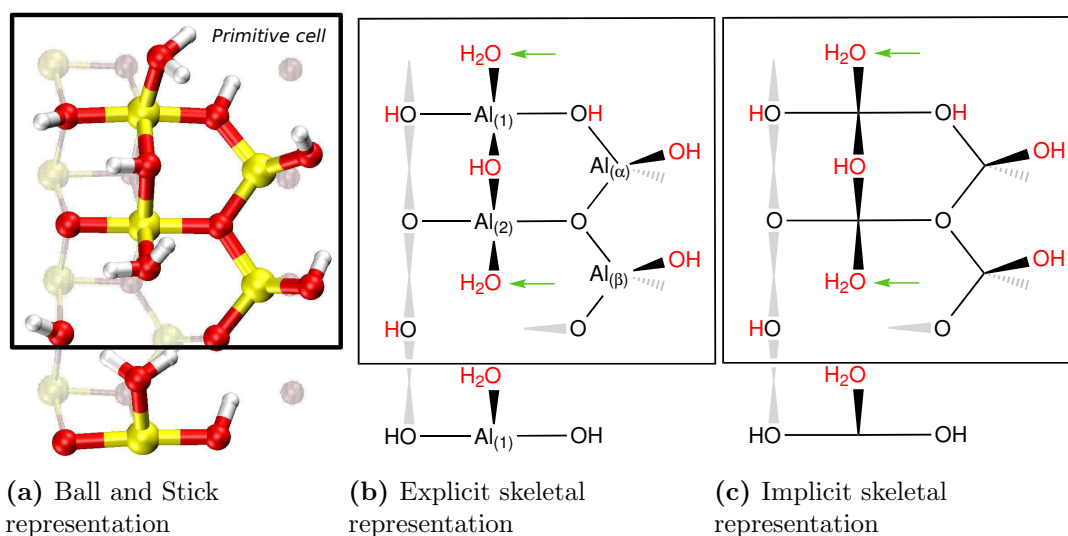 Primitive cell
H₂O
HO
Al(1)
OH
HO
Al(α)
OH
O
Al(2)
O
H₂O
Al(β)
OH
HO
O
H₂O
HO
Al(1)
OH
H₂O
HO
OH
HO
OH
O
O
H₂O
OH
HO
O
H₂O
HO
OH
(a) Ball and Stick
representation
(b) Explicit skeletal
representation
(c) Implicit skeletal
representation